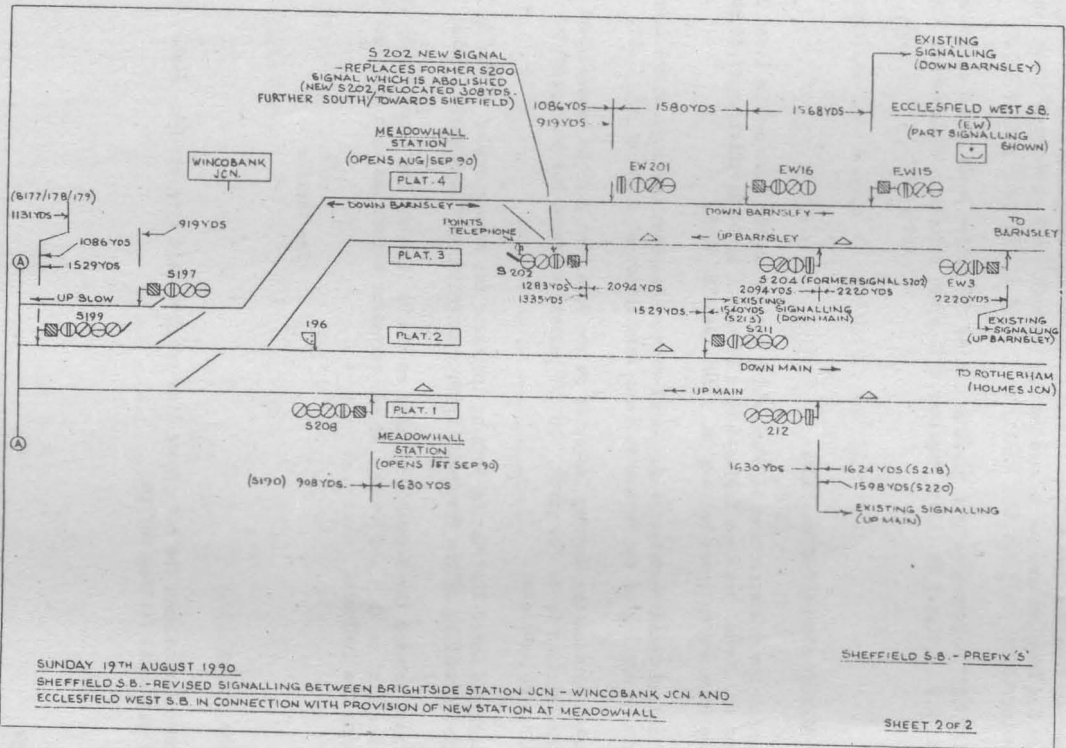 S 202 NEW SIGNAL
-REPLACES FORMER S200
SIGNAL WHICH IS ABOLISHED
(NEW S202, RELOCATED 308YDS.
FURTHER SOUTH/TOWARDS SHEFFIELD)
EXISTING
SIGNALLING
(DOWN BARNSLEY)
1086YDS
1580YDS
1568YDS
919YDS
ECCLESFIELD WEST S.B.
(E.W)
(PART SIGNALLING
SHOWN)
MEADOWHALL
STATION
(OPENS AUG/SEP 90)
WINCOBANK
JCN.
PLAT. 4
EW201
EW16
EW15
(S177/178/179)
1131YDS
919YDS
1086YDS
1529YDS
DOWN BARNSLEY
DOWN BARNSLEY
TO
BARNSLEY
POINTS
TELEPHONE
UP BARNSLEY
PLAT. 3
S202
S 204 (FORMER SIGNAL S202)
EW3
S197
1283YDS
1335YDS
2094YDS
2094YDS
2220YDS
2220YDS
UP SLOW
S199
1529YDS
EXISTING
1540YDS SIGNALLING
(S213) (DOWN MAIN)
EXISTING
SIGNALLING
(UP BARNSLEY)
196
PLAT. 2
S211
DOWN MAIN
TO ROTHERHAM
(HOLMES JCN)
UP MAIN
A
A
PLAT. 1
S208
212
MEADOWHALL
STATION
(OPENS 1ST SEP 90)
(S190) 908YDS.
1630YDS
1630YDS
1624YDS (S218)
1598YDS (S220)
EXISTING SIGNALLING
(UP MAIN)
SUNDAY 19TH AUGUST 1990
SHEFFIELD S.B.-REVISED SIGNALLING BETWEEN BRIGHTSIDE STATION JCN - WINCOBANK JCN. AND
ECCLESFIELD WEST S.B. IN CONNECTION WITH PROVISION OF NEW STATION AT MEADOWHALL
SHEFFIELD S.B. - PREFIX 'S'
SHEET 2 OF 2